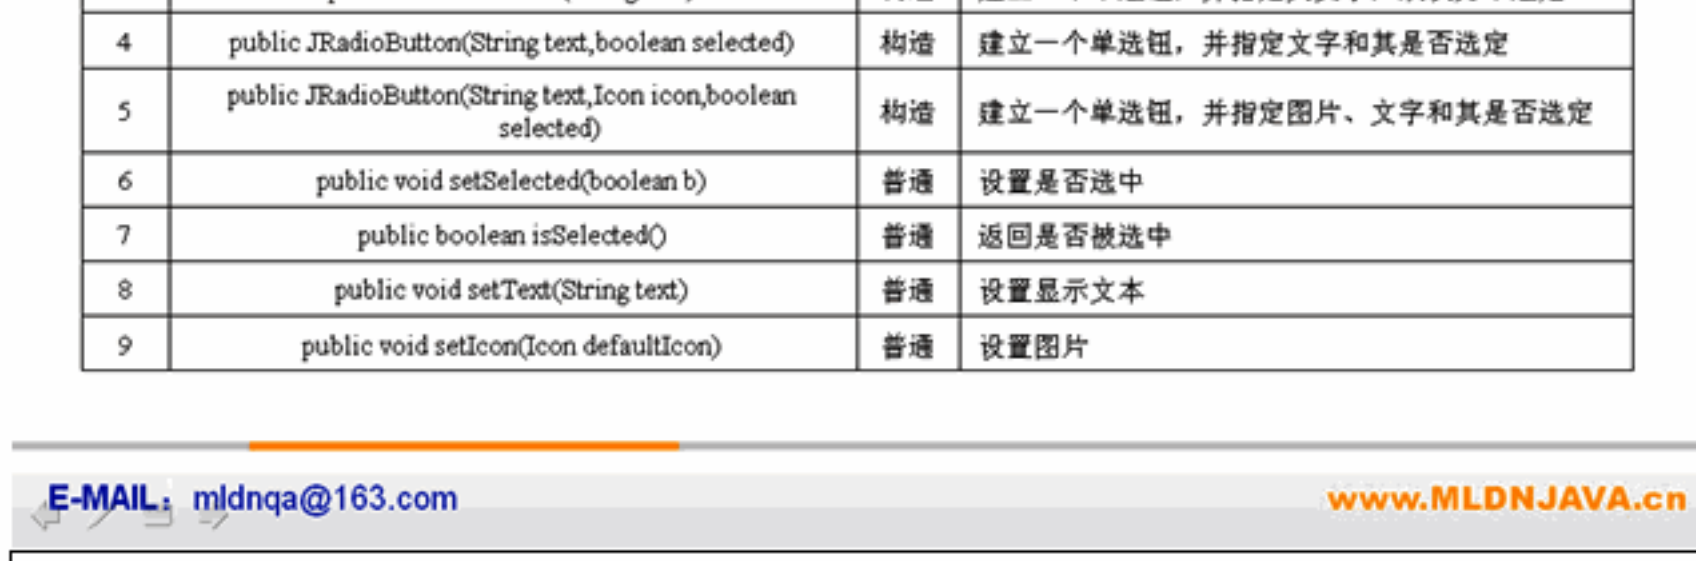 4 public JRadioButton(String text,boolean selected) 构造 建立一个单选钮，并指定文字和其是否选定
5 public JRadioButton(String text,Icon icon,boolean selected) 构造 建立一个单选钮，并指定图片、文字和其是否选定
6 public void setSelected(boolean b) 普通 设置是否选中
7 public boolean isSelected() 普通 返回是否被选中
8 public void setText(String text) 普通 设置显示文本
9 public void setIcon(Icon defaultIcon) 普通 设置图片
E-MAIL：mldnqa@163.com www.MLDNJAVA.cn